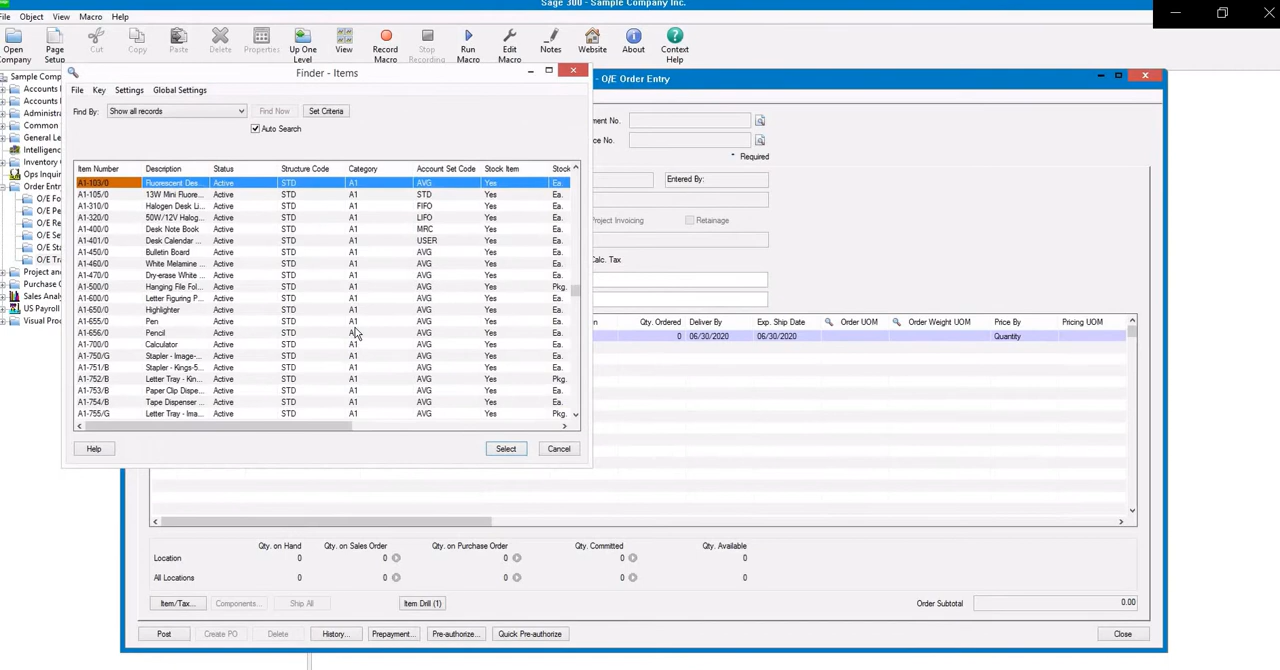 Sage 300 - Sample Company Inc.
File Object View Macro Help
Open Company Page Setup Cut Copy Paste Delete Properties Up One Level View Record Macro Stop Recording Run Macro Edit Macro Notes Website About Context Help
Sample Comp
Accounts
Accounts
Administra
Common
General Le
Intelligenc
Inventory
Ops Inquir
Order Entry
O/E Fo
O/E Pe
O/E Re
O/E Se
O/E Sta
O/E Tra
Project and
Purchase
Sales Analy
US Payroll
Visual Proc
Finder - Items
File Key Settings Global Settings
Find By: Show all records Find Now Set Criteria
Auto Search
Item Number Description Status Structure Code Category Account Set Code Stock Item Stock
A1-103/0 Fluorescent Des... Active STD A1 AVG Yes Ea.
A1-105/0 13W Mini Fluore... Active STD A1 STD Yes Ea.
A1-310/0 Halogen Desk Li... Active STD A1 FIFO Yes Ea.
A1-320/0 50W/12V Halog... Active STD A1 LIFO Yes Ea.
A1-400/0 Desk Note Book Active STD A1 MRC Yes Ea.
A1-401/0 Desk Calendar ... Active STD A1 USER Yes Ea.
A1-450/0 Bulletin Board Active STD A1 AVG Yes Ea.
A1-460/0 White Melamine ... Active STD A1 AVG Yes Ea.
A1-470/0 Dry-erase White ... Active STD A1 AVG Yes Ea.
A1-500/0 Hanging File Fol... Active STD A1 AVG Yes Pkg.
A1-600/0 Letter Figuring P... Active STD A1 AVG Yes Ea.
A1-650/0 Highlighter Active STD A1 AVG Yes Ea.
A1-655/0 Pen Active STD A1 AVG Yes Ea.
A1-656/0 Pencil Active STD A1 AVG Yes Ea.
A1-700/0 Calculator Active STD A1 AVG Yes Ea.
A1-750/G Stapler - Image-... Active STD A1 AVG Yes Ea.
A1-751/B Stapler - Kings-5... Active STD A1 AVG Yes Ea.
A1-752/B Letter Tray - Kin... Active STD A1 AVG Yes Pkg.
A1-753/B Paper Clip Dispe... Active STD A1 AVG Yes Ea.
A1-754/B Tape Dispenser ... Active STD A1 AVG Yes Ea.
A1-755/G Letter Tray - Ima... Active STD A1 AVG Yes Pkg.
Help Select Cancel
- O/E Order Entry
ment No.
ce No.
* Required
Entered By:
Project Invoicing Retainage
Calc. Tax
on Qty. Ordered Deliver By Exp. Ship Date Order UOM Order Weight UOM Price By Pricing UOM
0 06/30/2020 06/30/2020 Quantity
Qty. on Hand Qty. on Sales Order Qty. on Purchase Order Qty. Committed Qty. Available
Location 0 0 0 0 0
All Locations 0 0 0 0 0
Item/Tax... Components... Ship All Item Drill (1) Order Subtotal 0.00
Post Create PO Delete History... Prepayment... Pre-authorize... Quick Pre-authorize Close